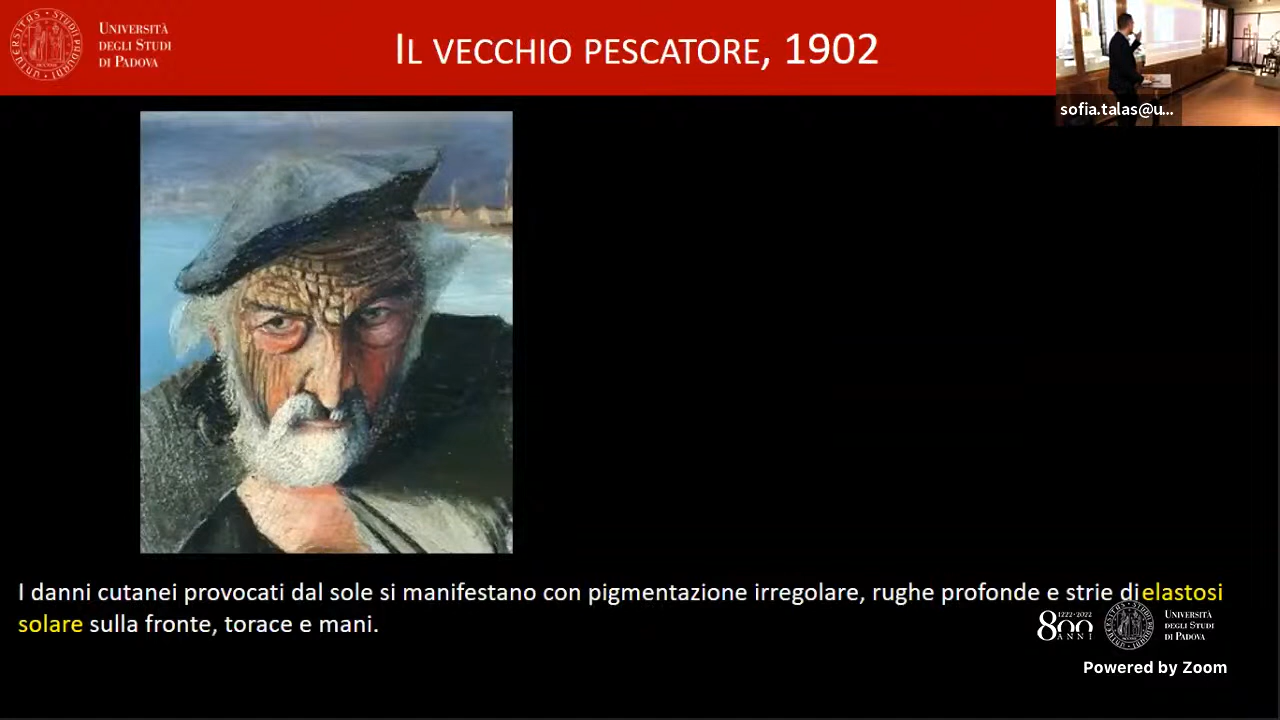 UNIVERSITÀ
DEGLI STUDI
DI PADOVA
IL VECCHIO PESCATORE, 1902
sofia.talas@u...
I danni cutanei provocati dal sole si manifestano con pigmentazione irregolare, rughe profonde e strie di elastosi
solare sulla fronte, torace e mani.
1222·2022
800
ANNI
UNIVERSITÀ
DEGLI STUDI
DI PADOVA
Powered by Zoom